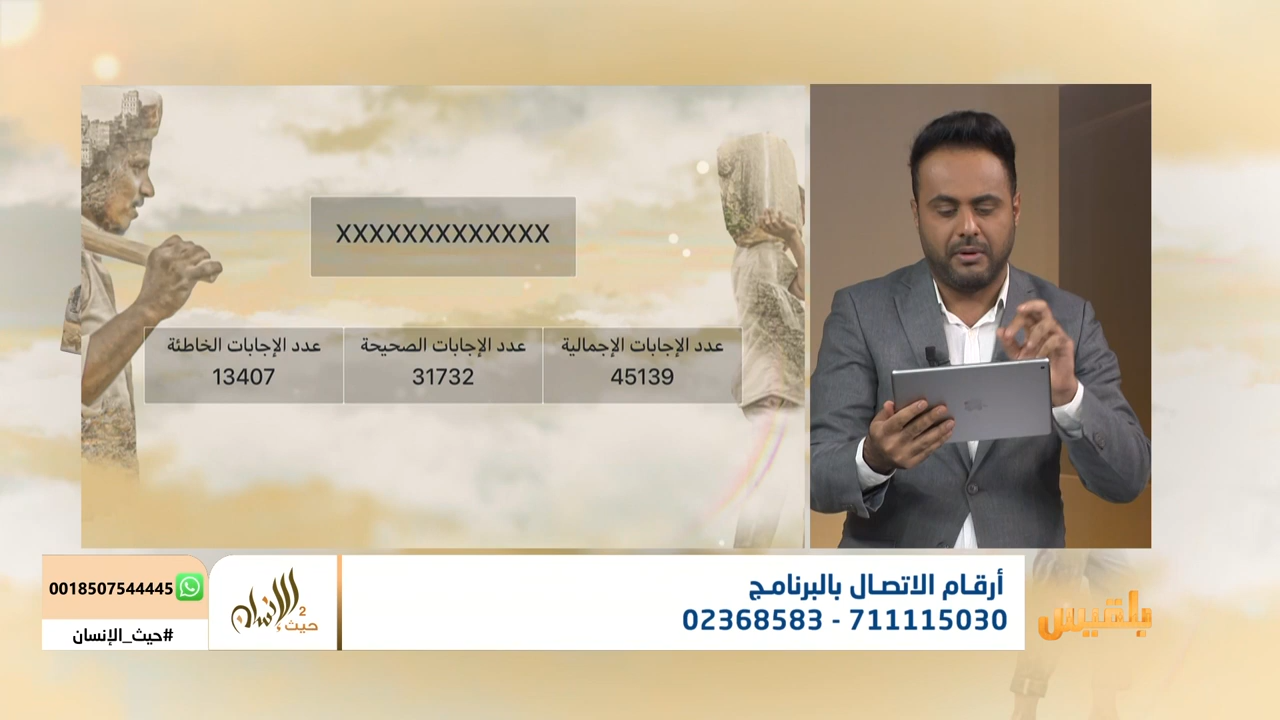 XXXXXXXXXXXXX
عدد الإجابات الإجمالية
45139
عدد الإجابات الصحيحة
31732
عدد الإجابات الخاطئة
13407
أرقام الاتصال بالبرنامج
02368583 - 711115030
0018507544445
#حيث_الإنسان
حيث الإنسان 2
بلقيس